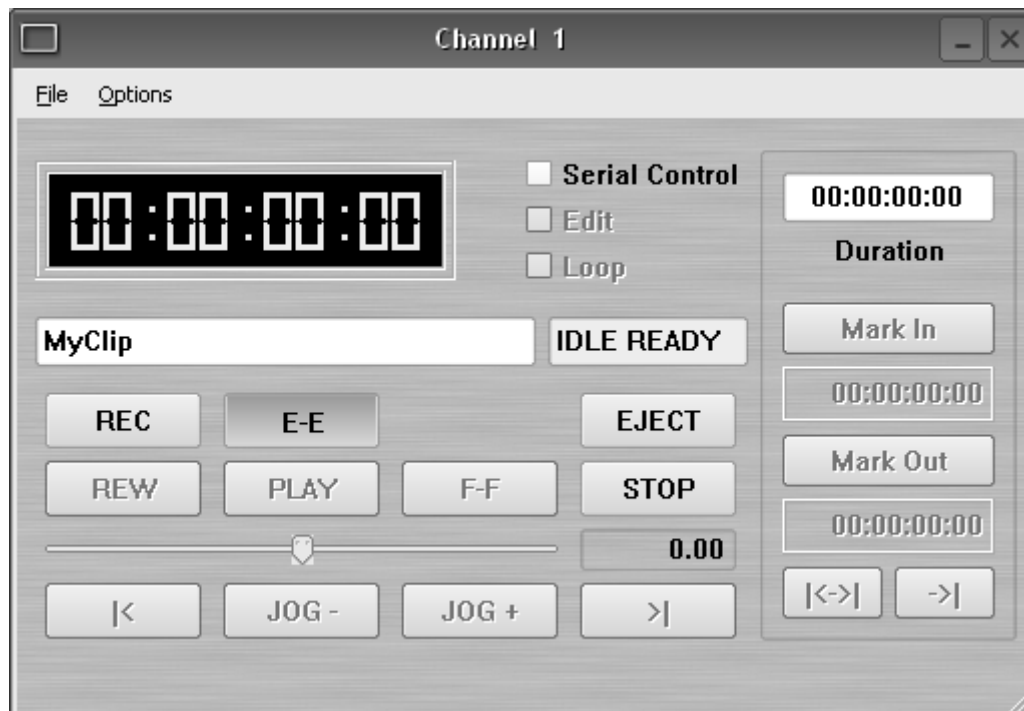 Channel 1
File Options
00:00:00:00
Serial Control
Edit
Loop
00:00:00:00
Duration
MyClip
IDLE READY
Mark In
00:00:00:00
REC E-E EJECT
Mark Out
REW PLAY F-F STOP
00:00:00:00
0.00
|<->| ->|
|< JOG - JOG + >|